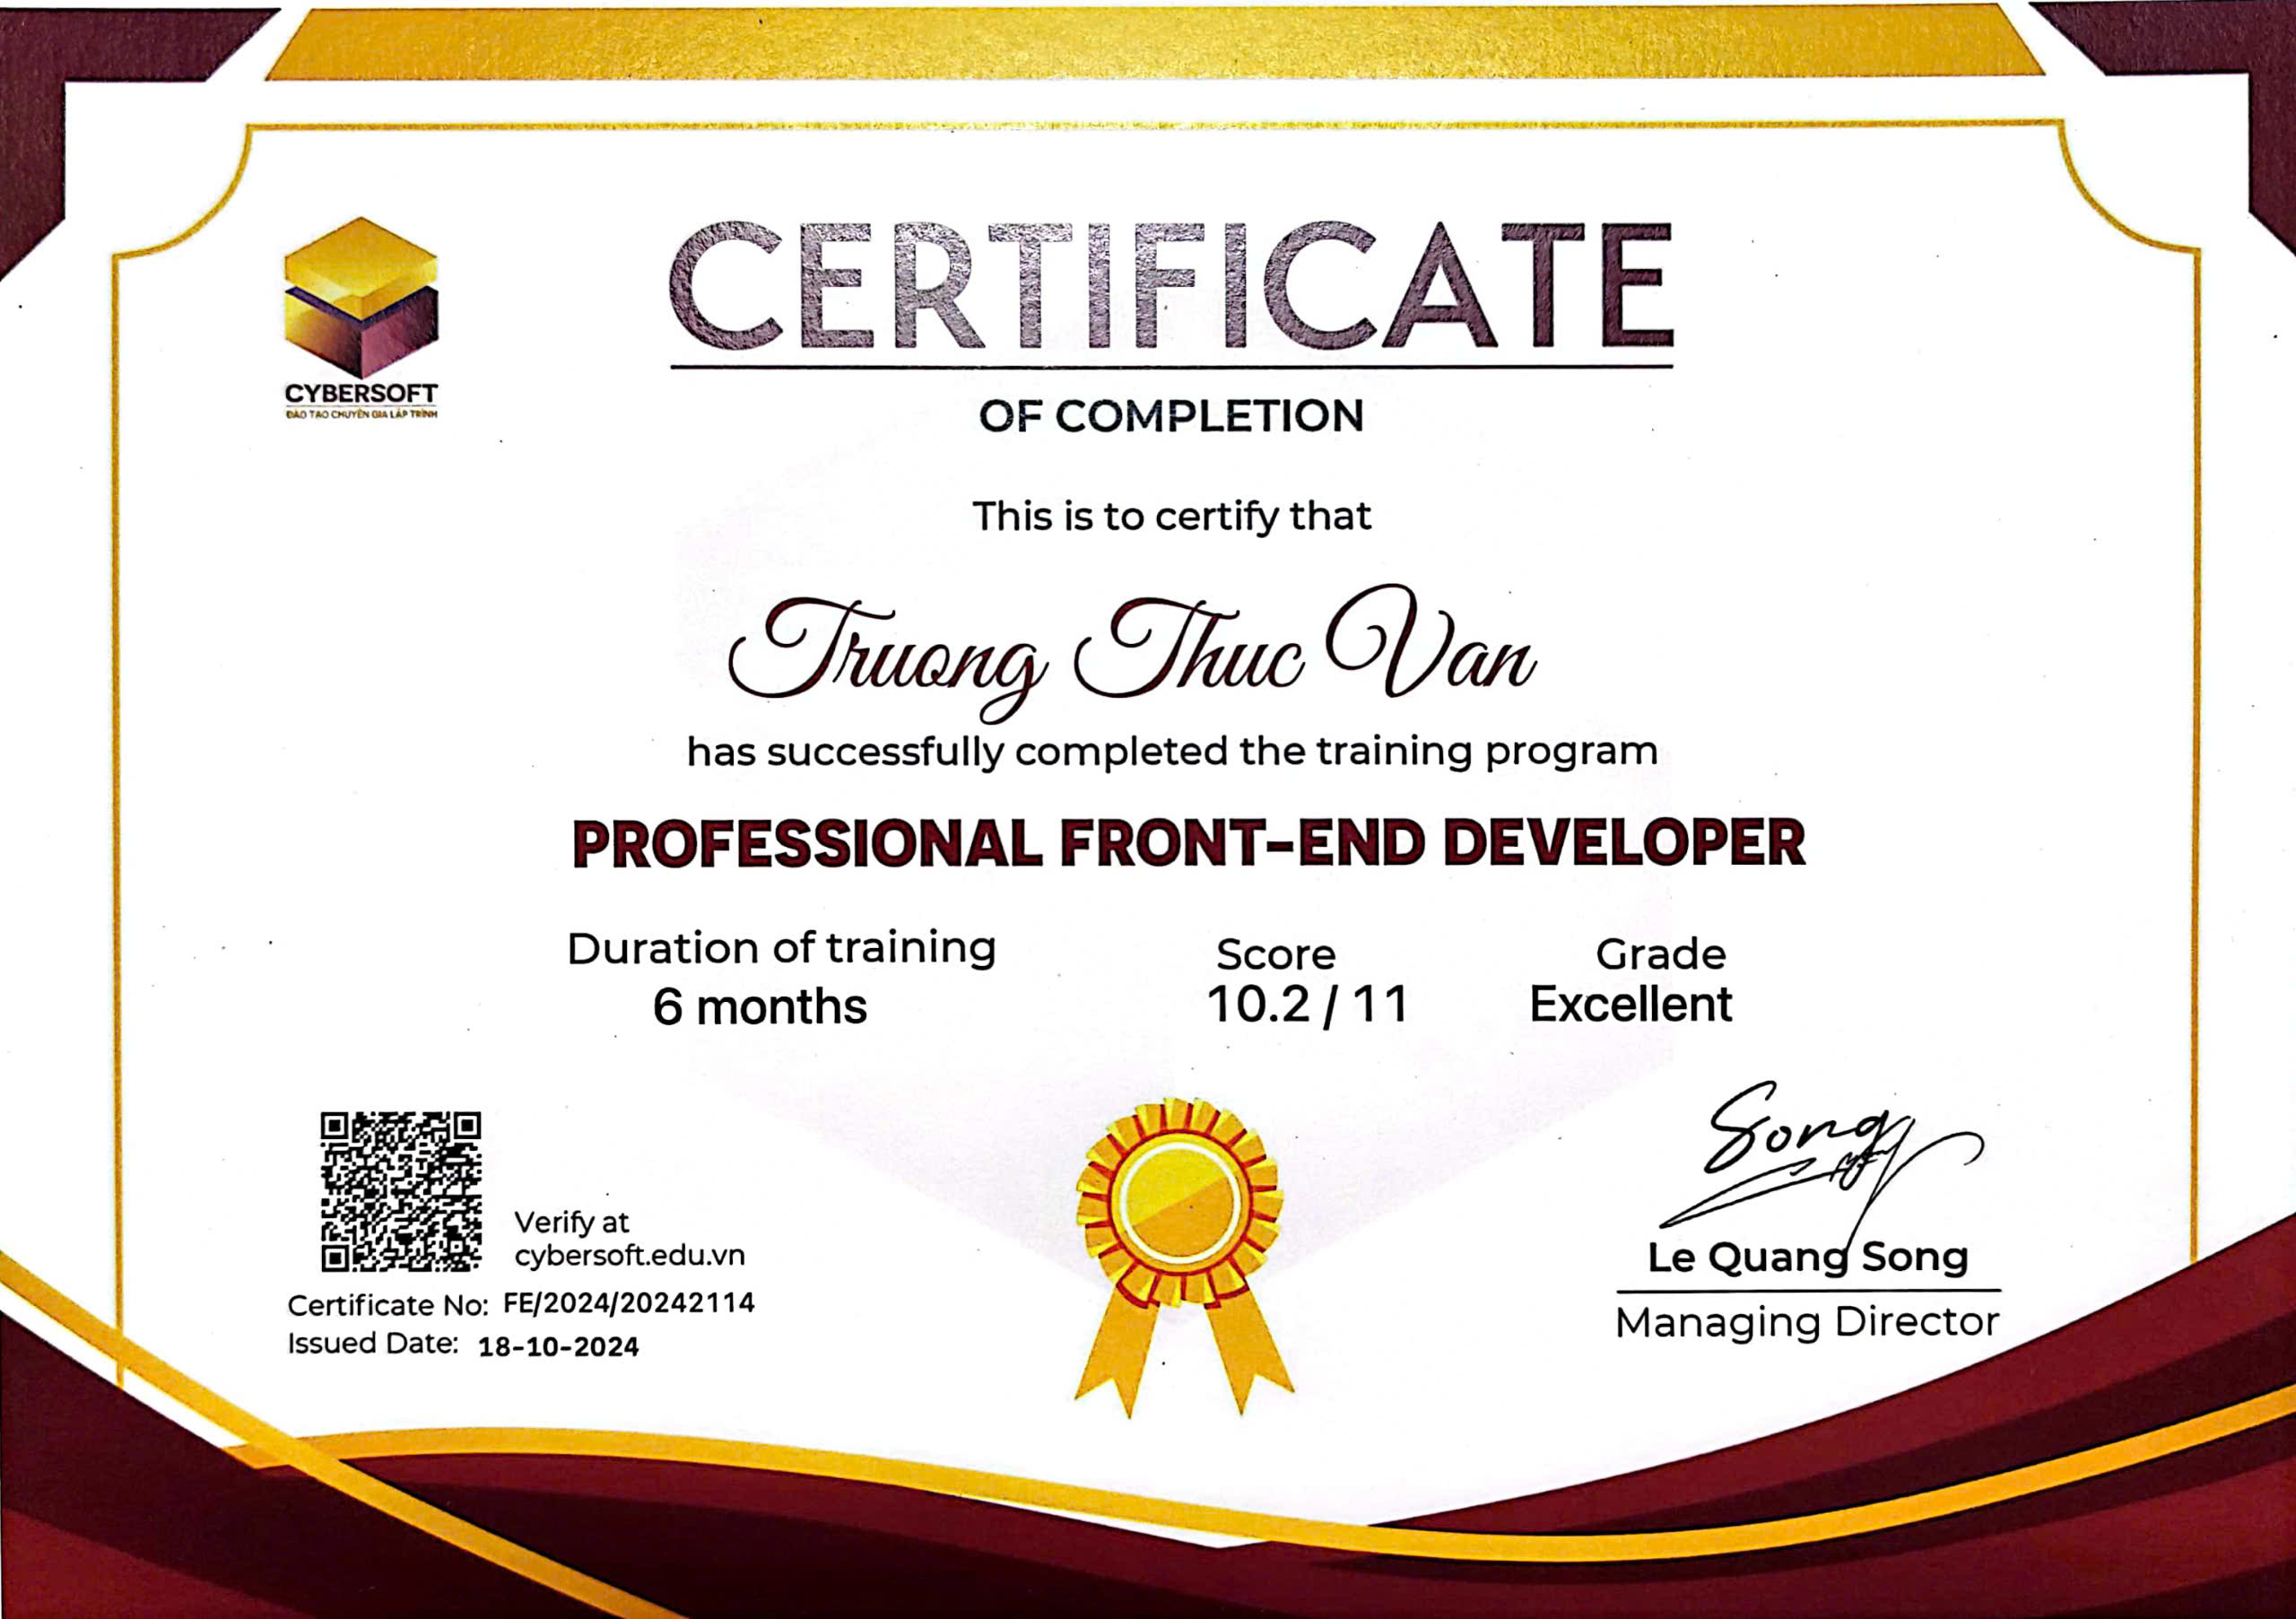 CYBERSOFT
ĐÀO TẠO CHUYÊN GIA LẬP TRÌNH
CERTIFICATE
OF COMPLETION
This is to certify that
Truong Thuc Van
has successfully completed the training program
PROFESSIONAL FRONT-END DEVELOPER
Duration of training
6 months
Score
10.2 / 11
Grade
Excellent
Verify at
cybersoft.edu.vn
Certificate No: FE/2024/20242114
Issued Date: 18-10-2024
Song
Le Quang Song
Managing Director